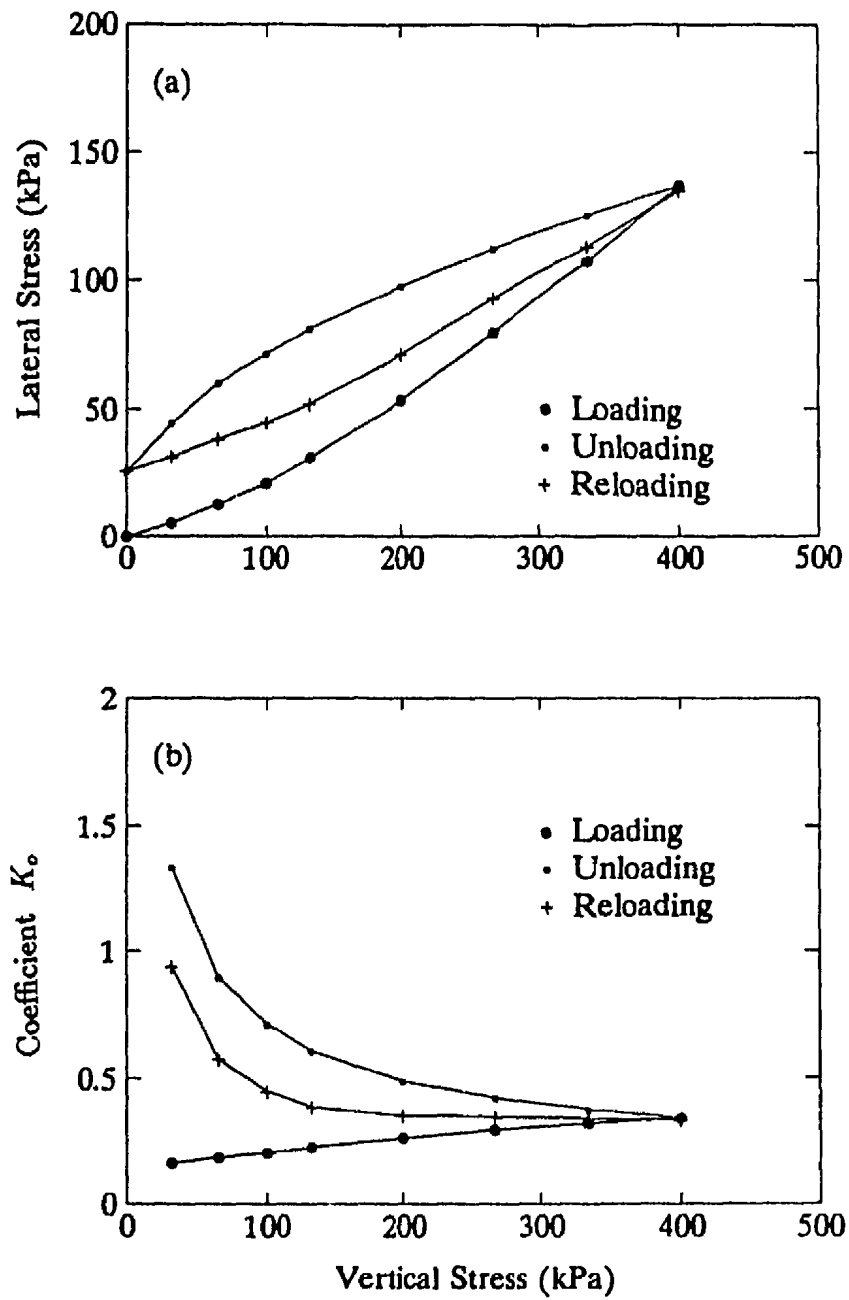 200
(a)
150
Lateral Stress (kPa)
100
50
● Loading
• Unloading
+ Reloading
0
0 100 200 300 400 500
2
(b)
1.5
● Loading
• Unloading
+ Reloading
Coefficient K₀
1
0.5
0
0 100 200 300 400 500
Vertical Stress (kPa)